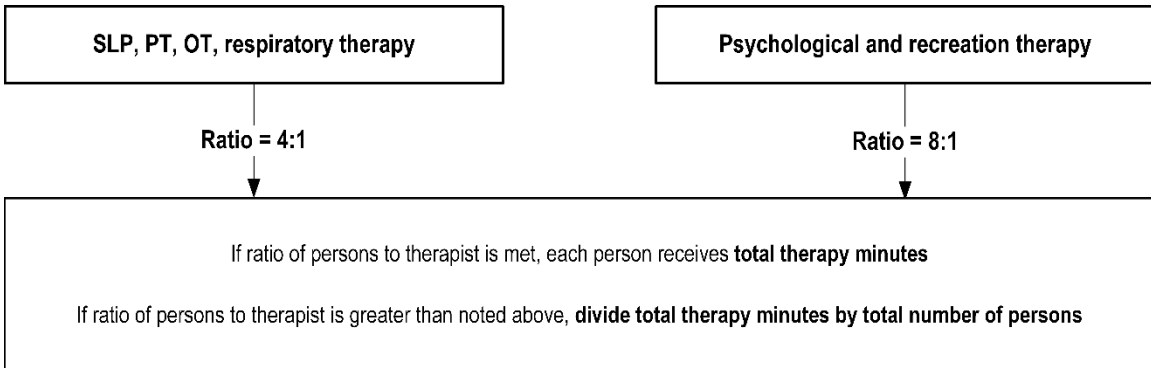 SLP, PT, OT, respiratory therapy
Psychological and recreation therapy
Ratio = 4:1
Ratio = 8:1
If ratio of persons to therapist is met, each person receives total therapy minutes
If ratio of persons to therapist is greater than noted above, divide total therapy minutes by total number of persons